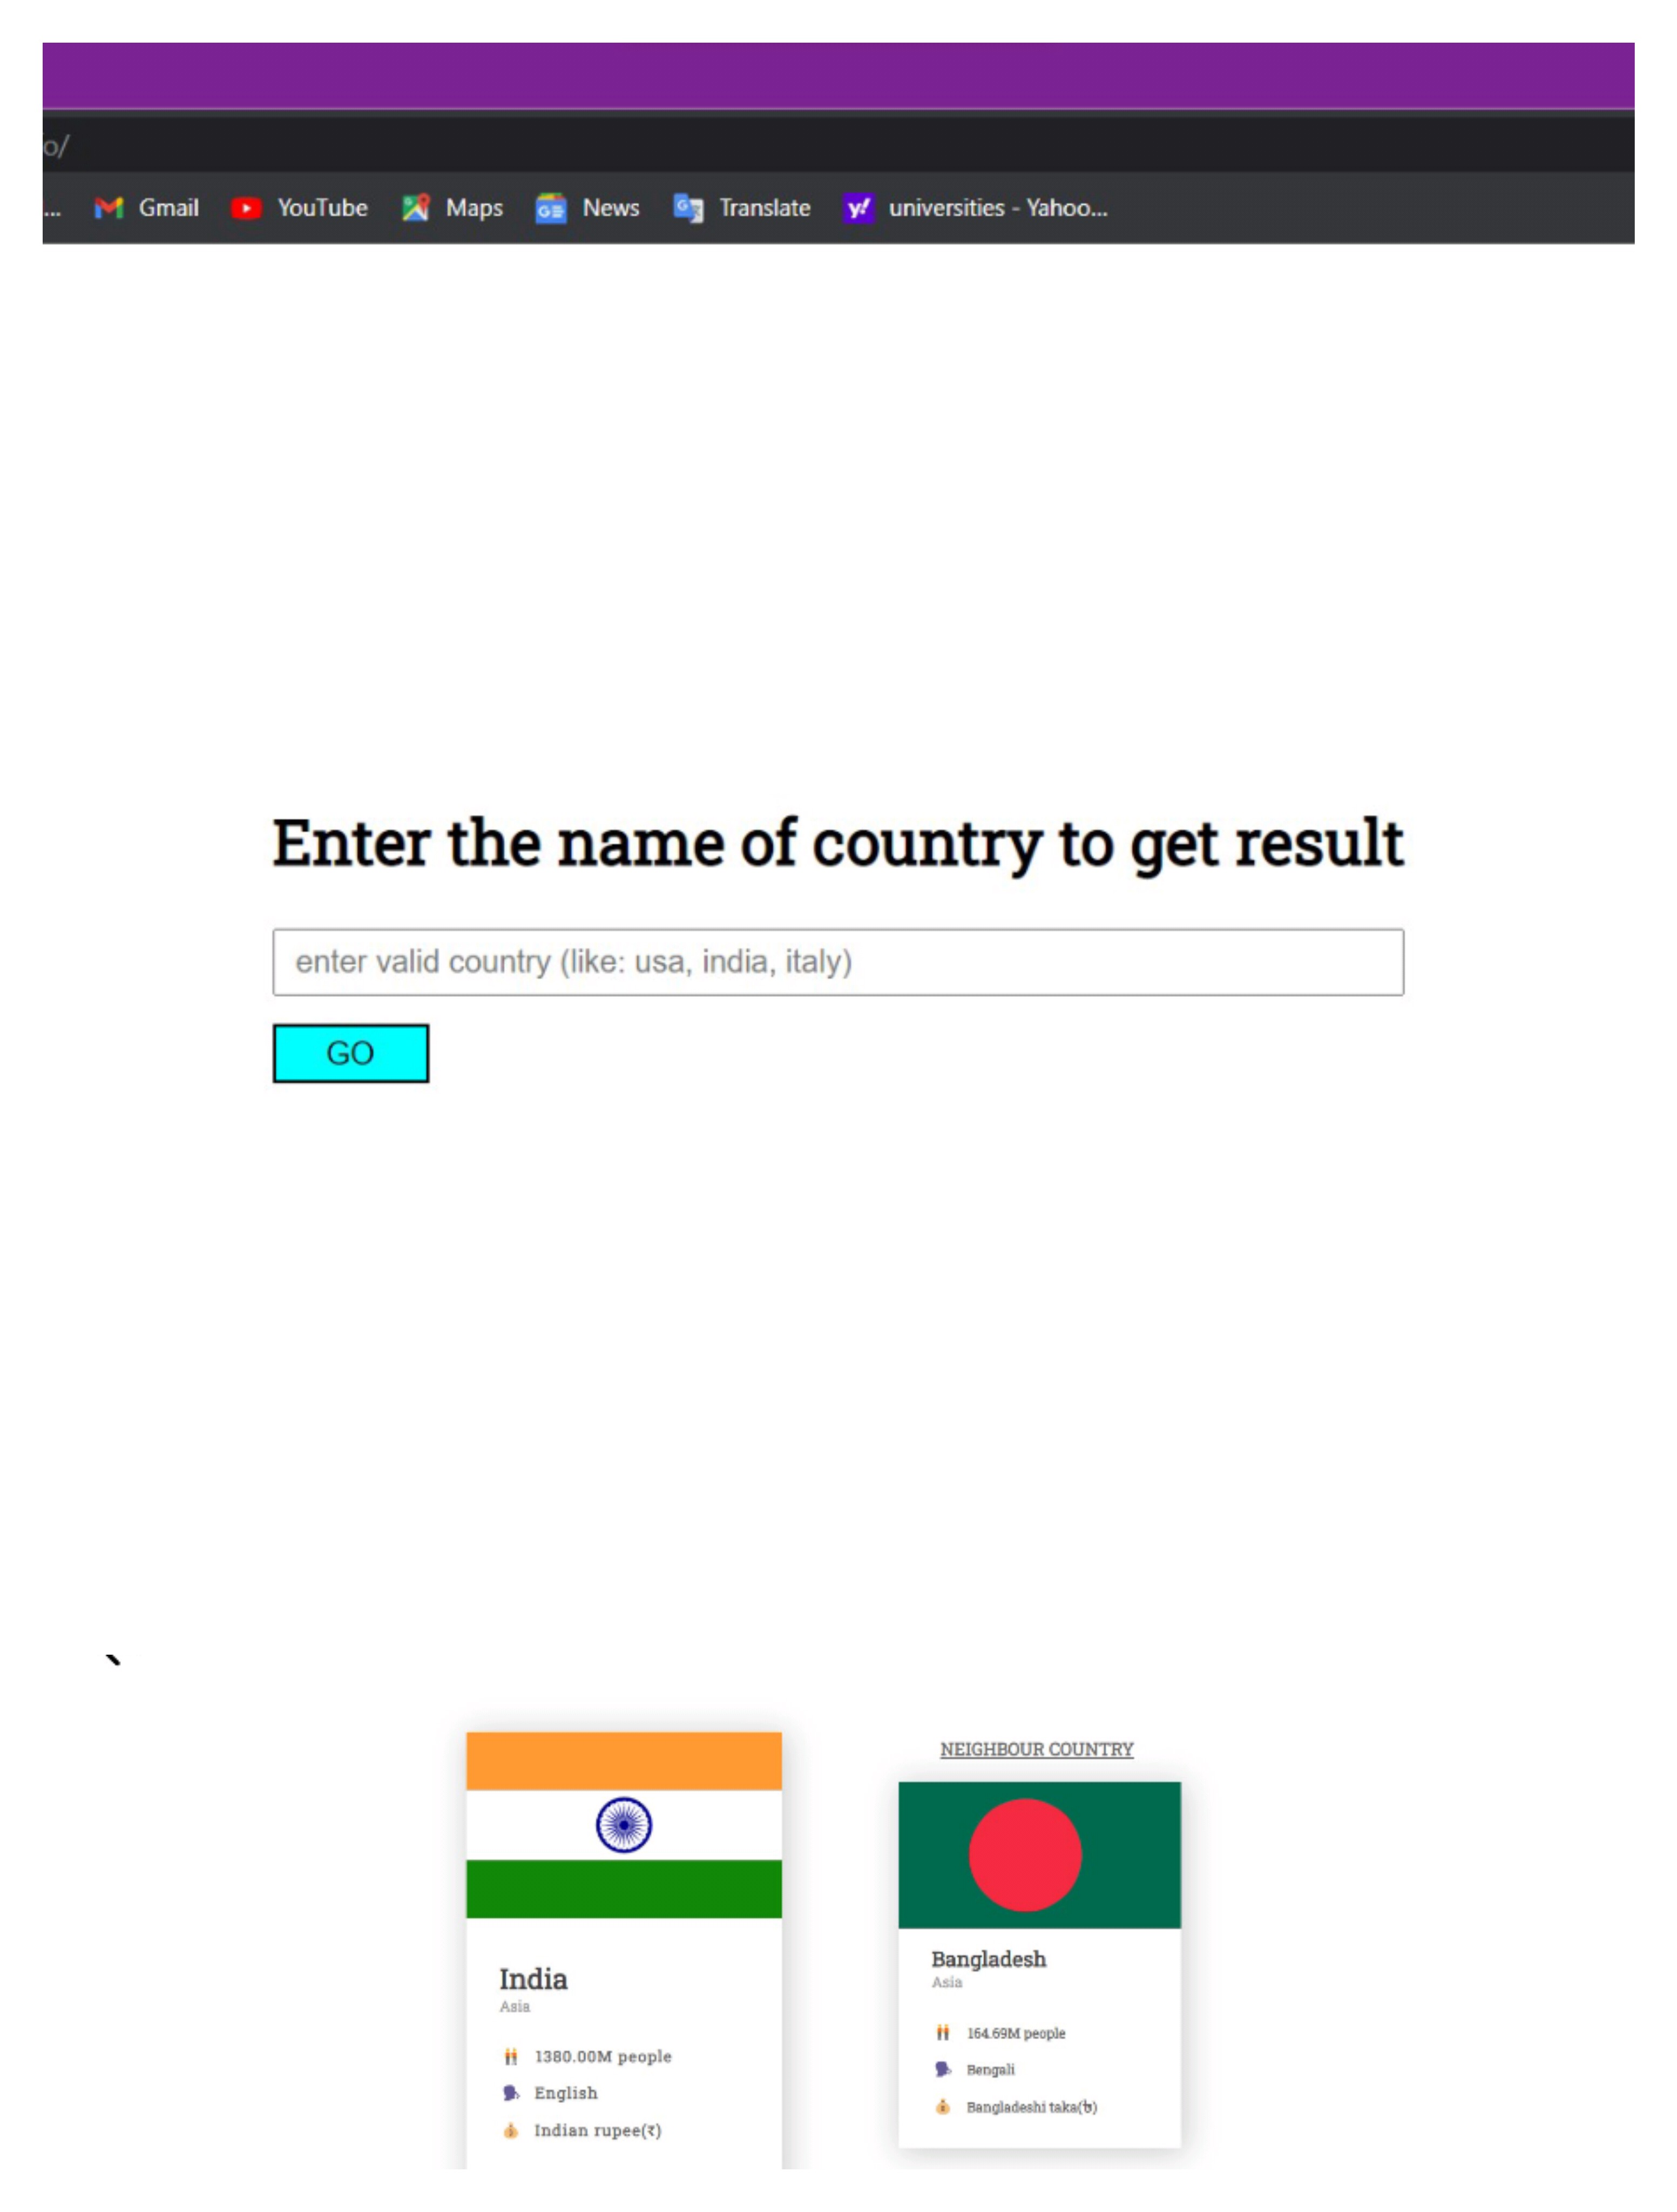 o/
... Gmail YouTube Maps News Translate universities - Yahoo...
Enter the name of country to get result
enter valid country (like: usa, india, italy)
GO
`
India
Asia
1380.00M people
English
Indian rupee(₹)
NEIGHBOUR COUNTRY
Bangladesh
Asia
164.69M people
Bengali
Bangladeshi taka(৳)